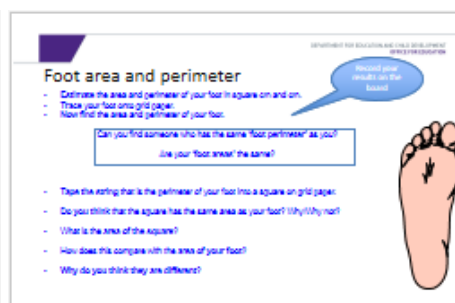 DEPARTMENT FOR EDUCATION AND CHILD DEVELOPMENT
OFFICE FOR EDUCATION
Foot area and perimeter
Record your
results on the
board
- Estimate the area and perimeter of your foot in square cm and cm.
- Trace your foot onto grid paper.
- Now find the area and perimeter of your foot.
Can you find someone who has the same 'foot perimeter' as you?
Are your 'foot areas' the same?
- Tape the string that is the perimeter of your foot into a square on grid paper.
- Do you think that the square has the same area as your foot? Why/Why not?
- What is the area of the square?
- How does this compare with the area of your foot?
- Why do you think they are different?